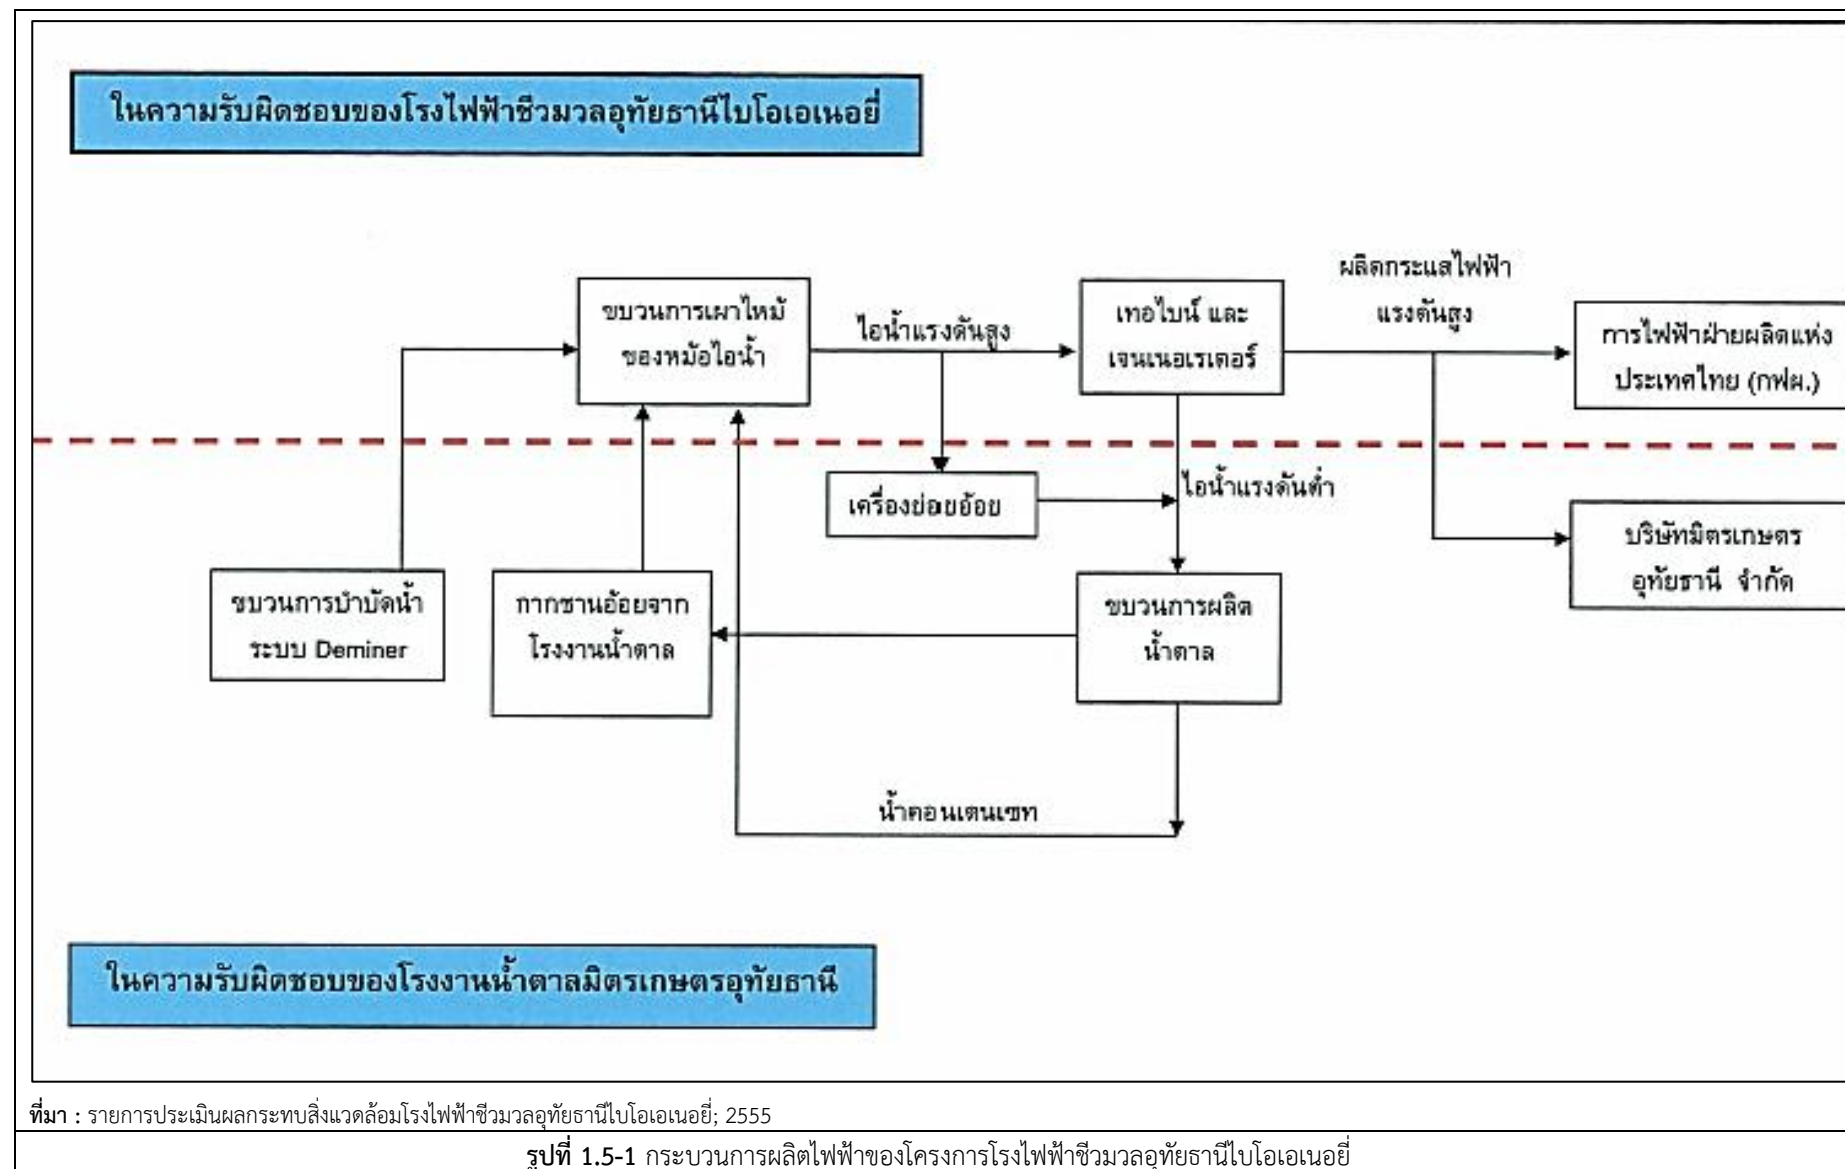 ในความรับผิดชอบของโรงไฟฟ้าชีวมวลอุทัยธานีไบโอเอเนอยี่
ขบวนการเผาไหม้
ของหม้อไอน้ำ
ไอน้ำแรงดันสูง
เทอไบน์ และ
เจนเนอเรเตอร์
ผลิตกระแสไฟฟ้า
แรงดันสูง
การไฟฟ้าฝ่ายผลิตแห่ง
ประเทศไทย (กฟผ.)
เครื่องย่อยอ้อย
ไอน้ำแรงดันต่ำ
บริษัทมิตรเกษตร
อุทัยธานี จำกัด
ขบวนการบำบัดน้ำ
ระบบ Deminer
กากชานอ้อยจาก
โรงงานน้ำตาล
ขบวนการผลิต
น้ำตาล
น้ำคอนเดนเซท
ในความรับผิดชอบของโรงงานน้ำตาลมิตรเกษตรอุทัยธานี
ที่มา : รายการประเมินผลกระทบสิ่งแวดล้อมโรงไฟฟ้าชีวมวลอุทัยธานีไบโอเอเนอยี่; 2555
รูปที่ 1.5-1 กระบวนการผลิตไฟฟ้าของโครงการโรงไฟฟ้าชีวมวลอุทัยธานีไบโอเอเนอยี่